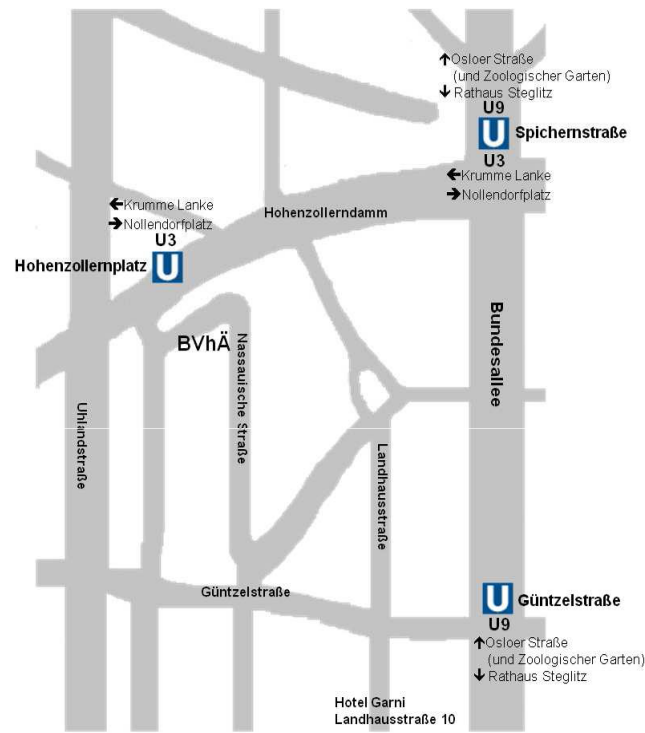 ↑Osloer Straße
(und Zoologischer Garten)
↓ Rathaus Steglitz
U9
U Spichernstraße
U3
←Krumme Lanke
→Nollendorfplatz
Hohenzollerndamm
←Krumme Lanke
→Nollendorfplatz
U3
Hohenzollernplatz U
BVhÄ
Nassauische Straße
Bundesallee
Uhlandstraße
Landhausstraße
Güntzelstraße
U Güntzelstraße
U9
↑Osloer Straße
(und Zoologischer Garten)
↓ Rathaus Steglitz
Hotel Garni
Landhausstraße 10